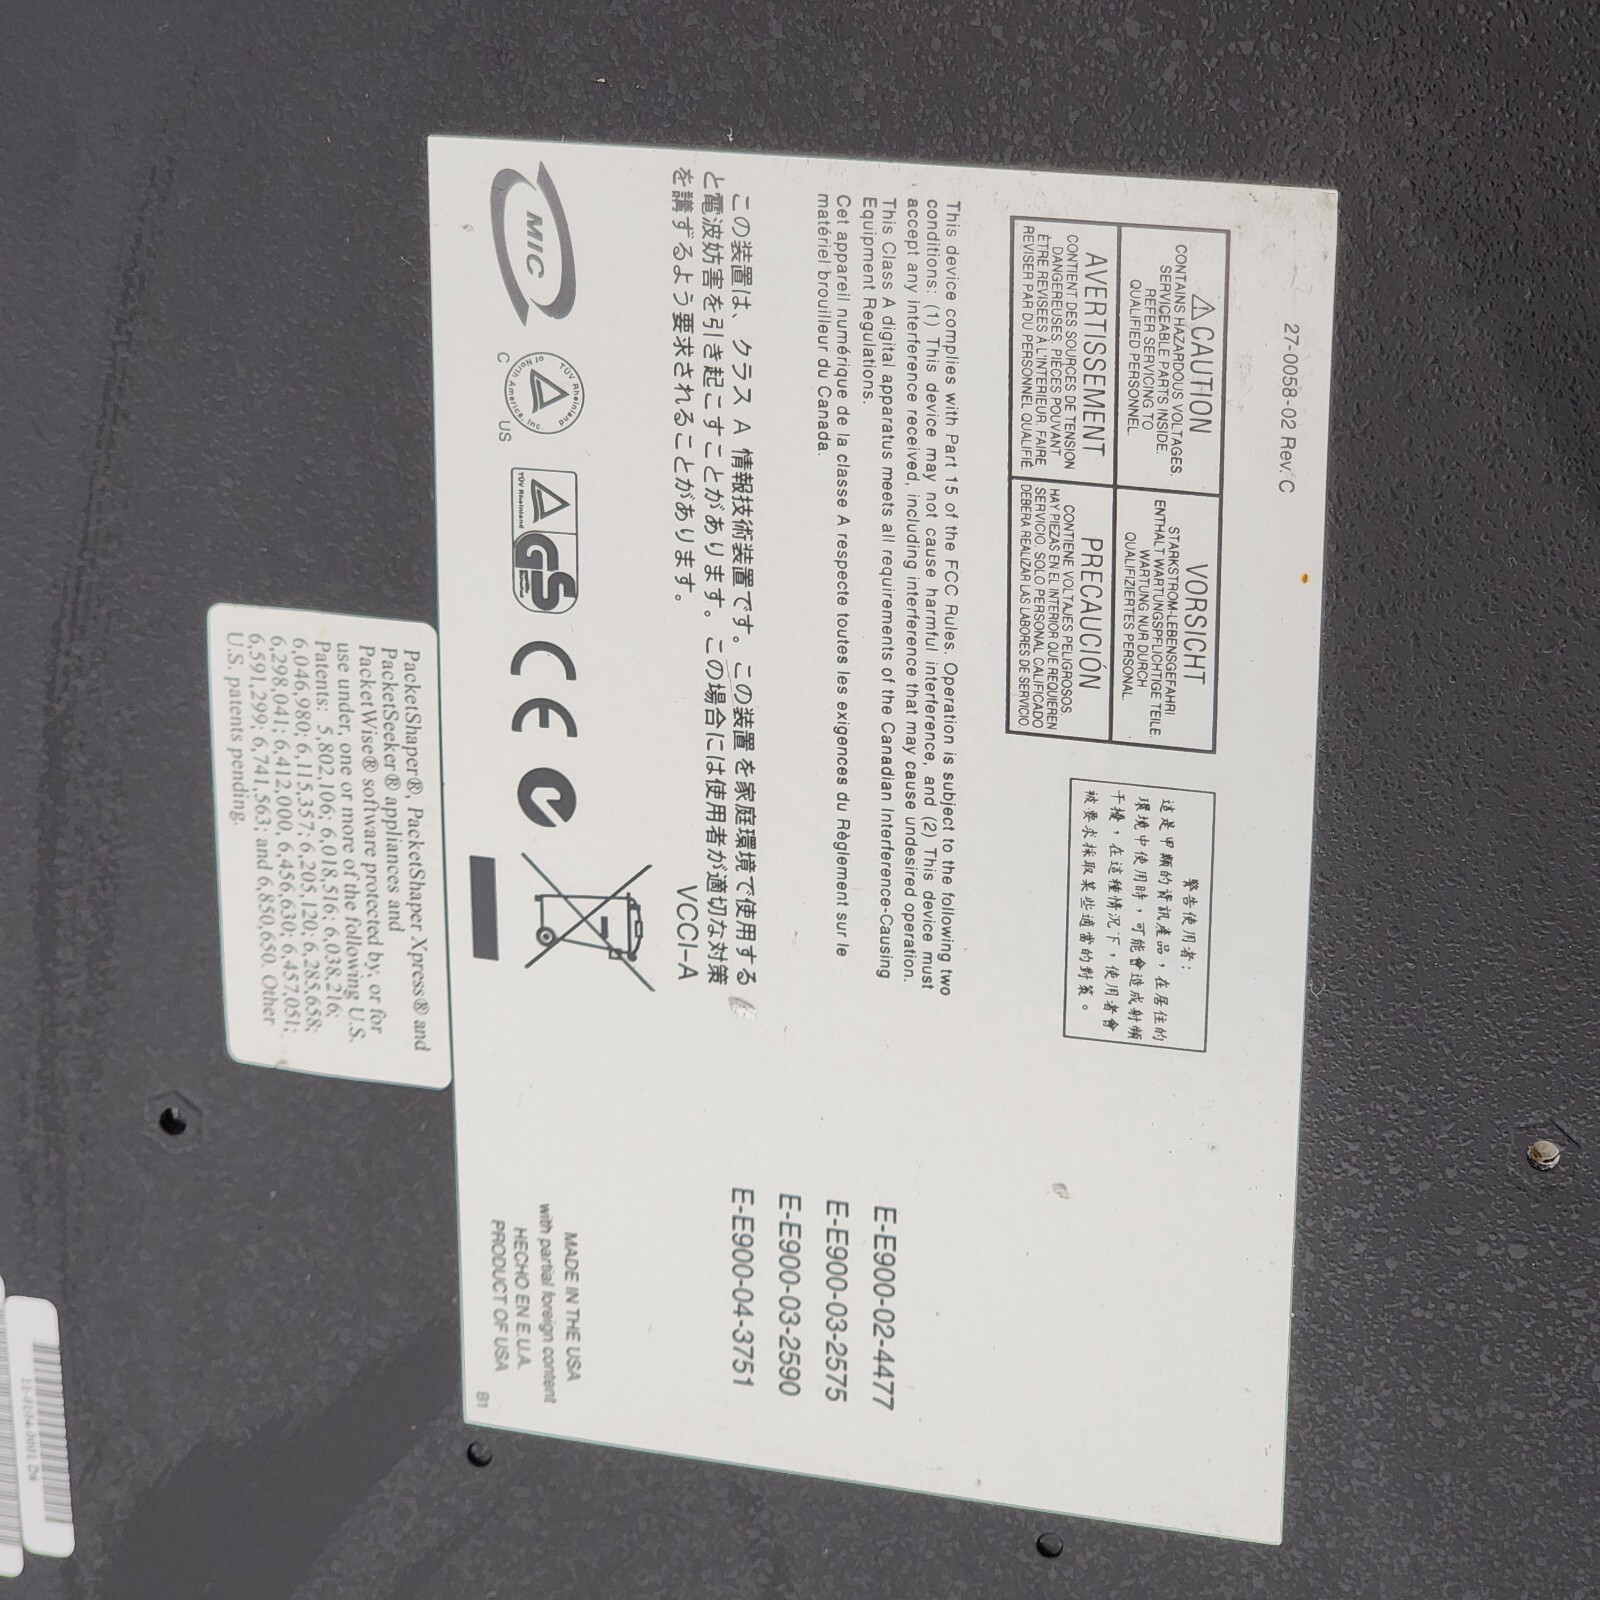 27-0058-02 Rev. C
⚠CAUTION
CONTAINS HAZARDOUS VOLTAGES.
SERVICEABLE PARTS INSIDE.
REFER SERVICING TO
QUALIFIED PERSONNEL.
VORSICHT
STARKSTROM-LEBENSGEFAHR!
ENTHALT WARTUNGSPFLICHTIGE TEILE.
WARTUNG NUR DURCH
QUALIFIZIERTES PERSONAL.
AVERTISSEMENT
CONTIENT DES SOURCES DE TENSION
DANGEREUSES. PIÈCES POUVANT
ÊTRE REVISÉES À L'INTÉRIEUR. FAIRE
REVISER PAR DU PERSONNEL QUALIFIÉ.
PRECAUCIÓN
CONTIENE VOLTAJES PELIGROSOS.
HAY PIEZAS EN EL INTERIOR QUE REQUIEREN
SERVICIO. SOLO PERSONAL CALIFICADO
DEBERA REALIZAR LAS LABORES DE SERVICIO.
警告使用者:
這是甲類的資訊產品,在居住的
環境中使用時,可能會造成射頻
干擾,在這種情況下,使用者會
被要求採取某些適當的對策。
This device complies with Part 15 of the FCC Rules. Operation is subject to the following two
conditions: (1) This device may not cause harmful interference, and (2) This device must
accept any interference received, including interference that may cause undesired operation.
This Class A digital apparatus meets all requirements of the Canadian Interference-Causing
Equipment Regulations.
Cet appareil numérique de la classe A respecte toutes les exigences du Règlement sur le
matériel brouilleur du Canada.
この装置は、クラス A 情報技術装置です。この装置を家庭環境で使用する
と電波妨害を引き起こすことがあります。この場合には使用者が適切な対策
を講ずるよう要求されることがあります。
VCCI-A
E-E900-02-4477
E-E900-03-2575
E-E900-03-2590
E-E900-04-3751
MIC
TÜV Rheinland
of North America, Inc.
C US
TÜV Rheinland
GS
CE
MADE IN THE USA
with partial foreign content
HECHO EN E.U.A.
PRODUCT OF USA
B1
PacketShaper®, PacketShaper Xpress® and
PacketSeeker® appliances and
PacketWise® software protected by, or for
use under, one or more of the following U.S.
Patents: 5,802,106; 6,018,516; 6,038,216;
6,046,980; 6,115,357; 6,205,120; 6,285,658;
6,298,041; 6,412,000, 6,456,630; 6,457,051;
6,591,299; 6,741,563; and 6,850,650. Other
U.S. patents pending.